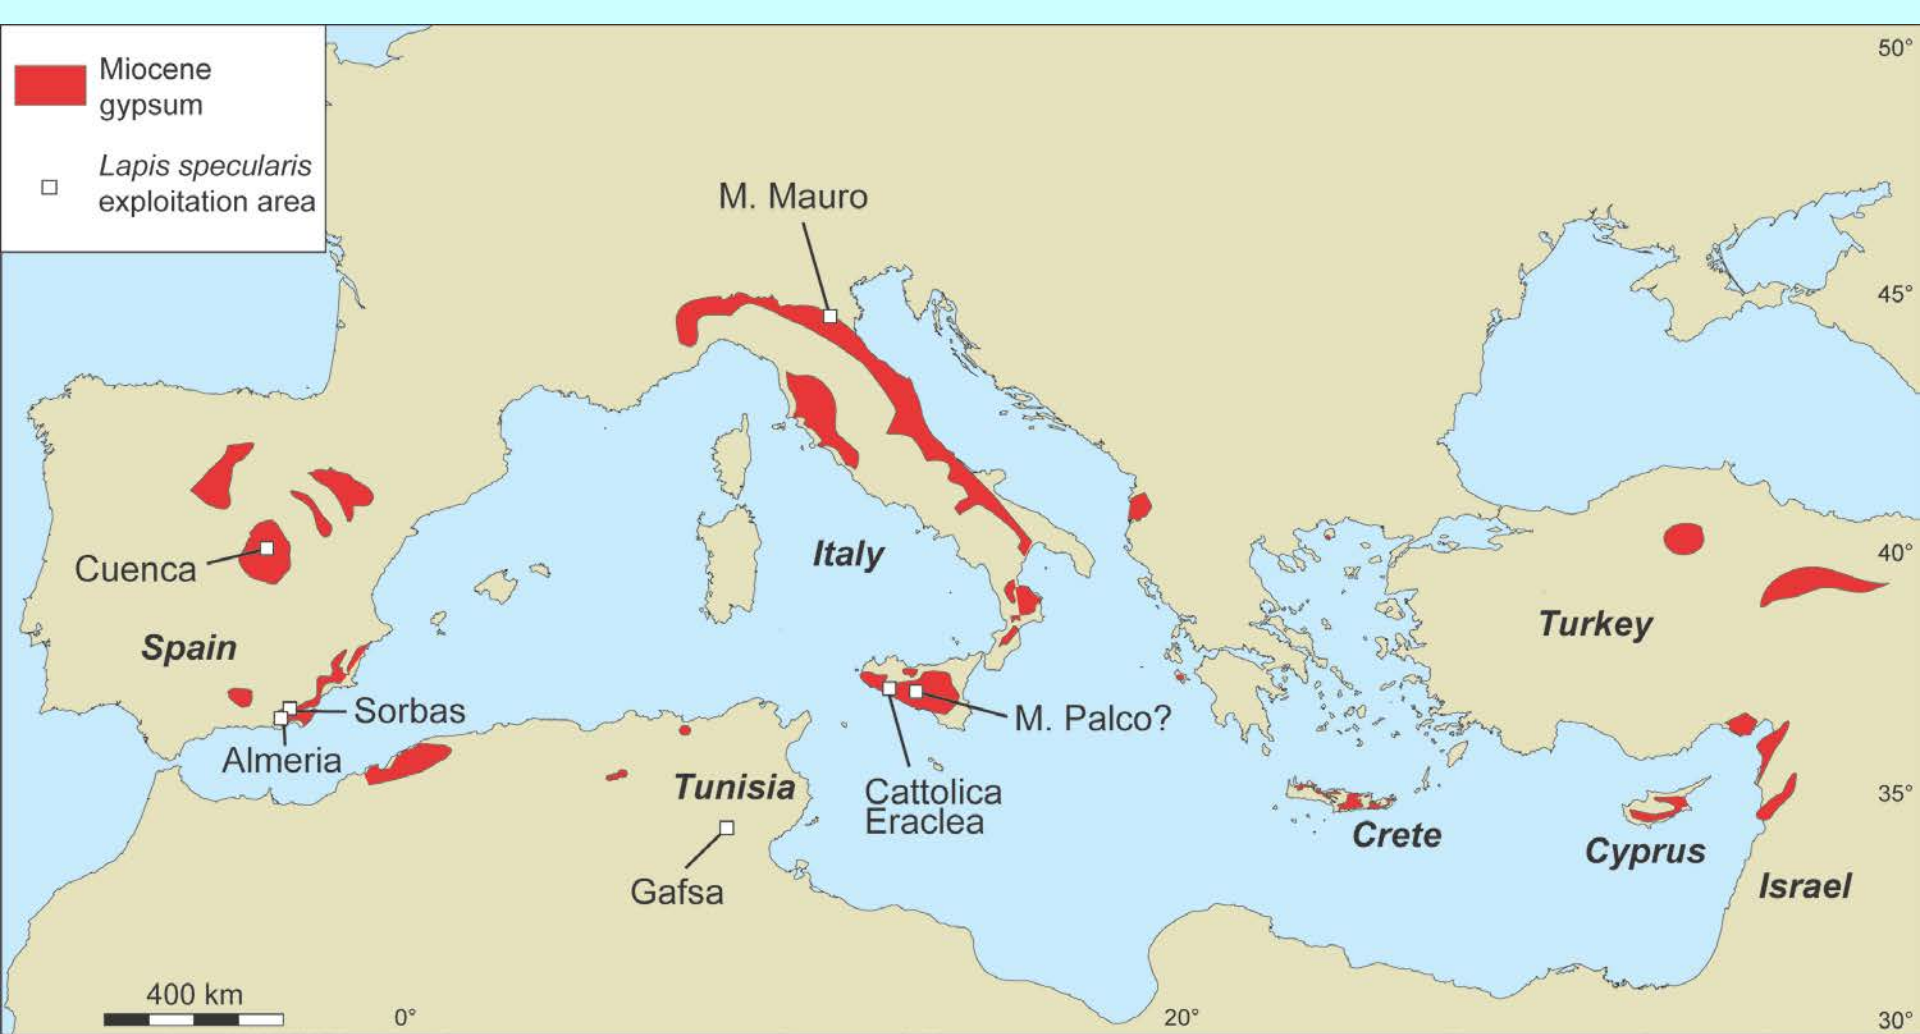 Miocene
gypsum
Lapis specularis
exploitation area
50°
M. Mauro
45°
Cuenca
Italy
40°
Spain
Turkey
Sorbas
M. Palco?
Almeria
Tunisia
Cattolica
Eraclea
35°
Crete
Cyprus
Gafsa
Israel
400 km
0°
20°
30°